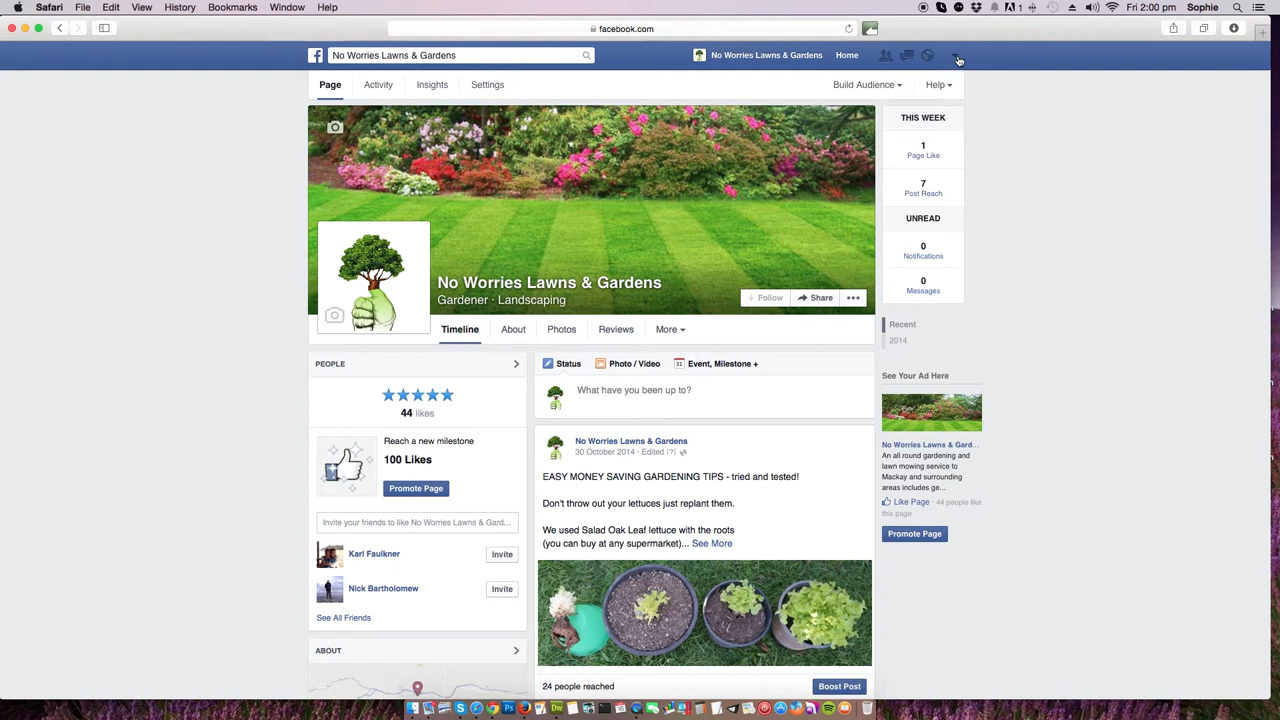 Safari File Edit View History Bookmarks Window Help
1 Fri 2:00 pm Sophie
facebook.com
No Worries Lawns & Gardens
No Worries Lawns & Gardens Home
Page Activity Insights Settings
Build Audience Help
THIS WEEK
1
Page Like
7
Post Reach
UNREAD
0
Notifications
0
Messages
Recent
2014
No Worries Lawns & Gardens
Gardener · Landscaping
+ Follow Share •••
Timeline About Photos Reviews More
PEOPLE
44 likes
Reach a new milestone
100 Likes
Promote Page
Invite your friends to like No Worries Lawns & Gard...
Karl Faulkner Invite
Nick Bartholomew Invite
See All Friends
ABOUT
Status Photo / Video 31 Event, Milestone +
What have you been up to?
No Worries Lawns & Gardens
30 October 2014 · Edited [?]
EASY MONEY SAVING GARDENING TIPS - tried and tested!
Don't throw out your lettuces just replant them.
We used Salad Oak Leaf lettuce with the roots
(you can buy at any supermarket)... See More
24 people reached
Boost Post
See Your Ad Here
No Worries Lawns & Gard...
An all round gardening and
lawn mowing service to
Mackay and surrounding
areas includes ge...
Like Page · 44 people like
this page
Promote Page